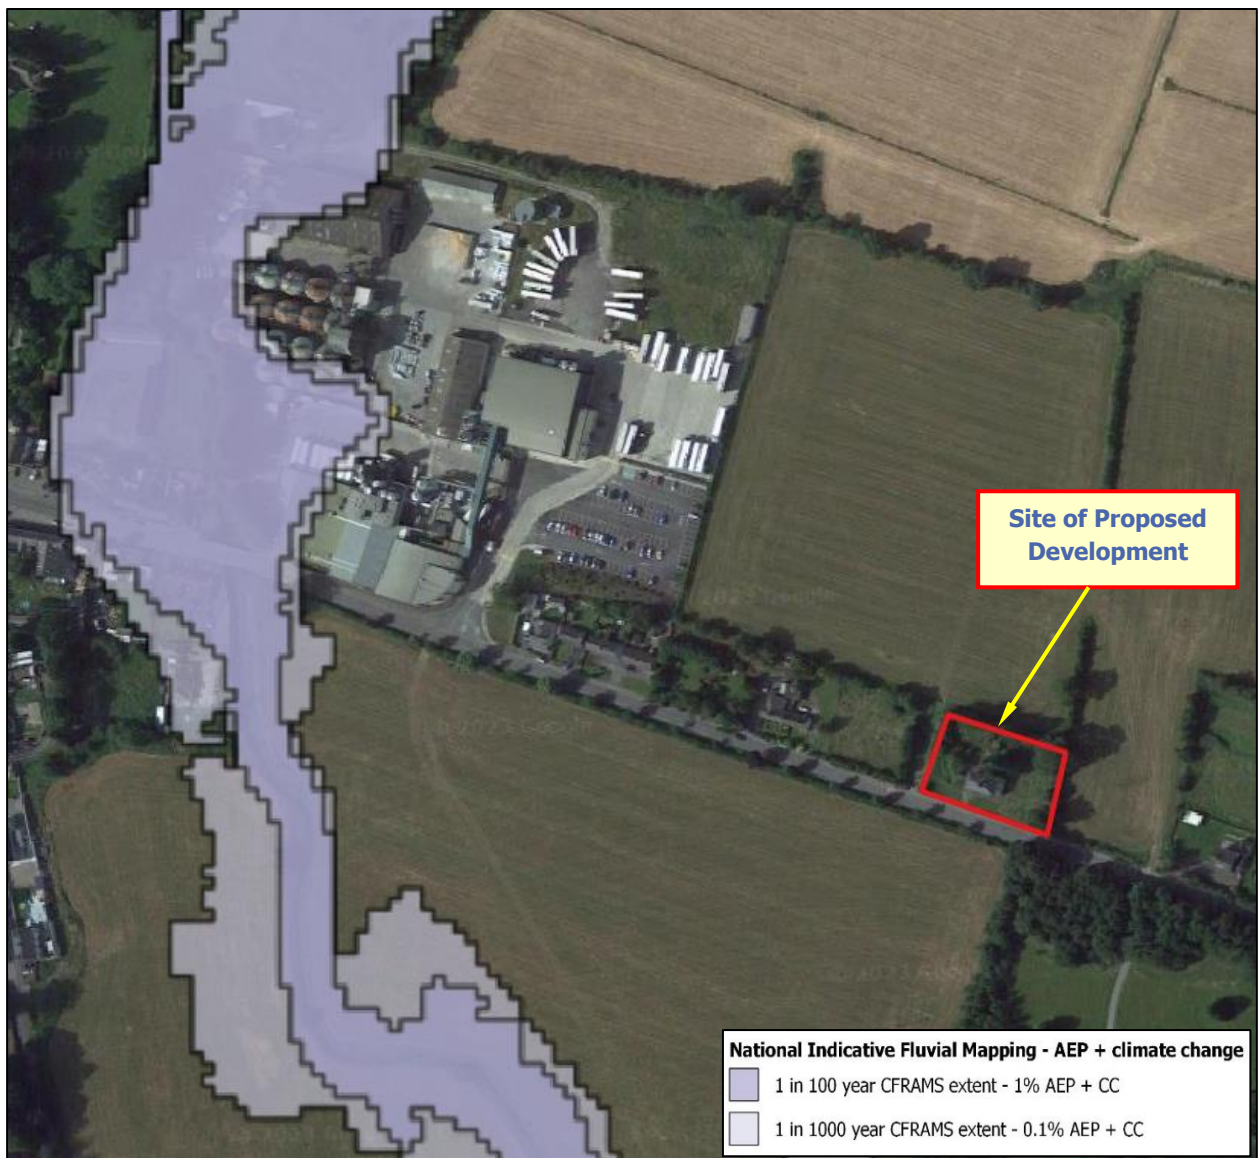 Site of Proposed
Development
National Indicative Fluvial Mapping - AEP + climate change
1 in 100 year CFRAMS extent - 1% AEP + CC
1 in 1000 year CFRAMS extent - 0.1% AEP + CC